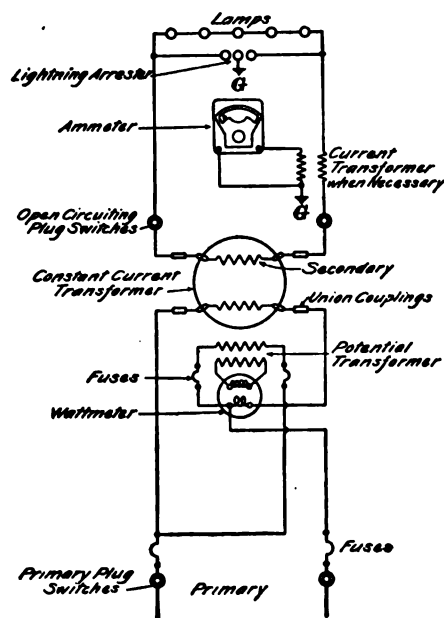 Lamps
Lightning Arrester
G
Ammeter
Current
Transformer
when Necessary
G
Open Circuiting
Plug Switches
Secondary
Constant Current
Transformer
Union Couplings
Potential
Transformer
Fuses
Wattmeter
Fuses
Primary Plug
Switches
Primary